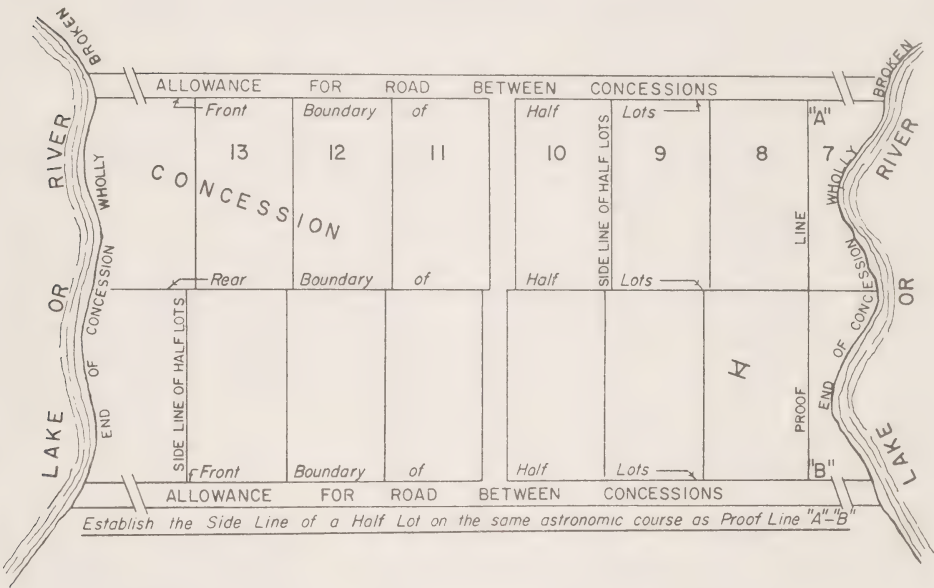 BROKEN
BROKEN
ALLOWANCE FOR ROAD BETWEEN CONCESSIONS
Front Boundary of Half Lots
"A"
13 12 11 10 9 8 7
CONCESSION
RIVER
WHOLLY
SIDE LINE OF HALF LOTS
LINE
WHOLLY
RIVER
Rear Boundary of Half Lots
OR
END OF CONCESSION
SIDE LINE OF HALF LOTS
A
PROOF
END OF CONCESSION
OR
LAKE
LAKE
Front Boundary of Half Lots
"B"
ALLOWANCE FOR ROAD BETWEEN CONCESSIONS
Establish the Side Line of a Half Lot on the same astronomic course as Proof Line "A"-"B"